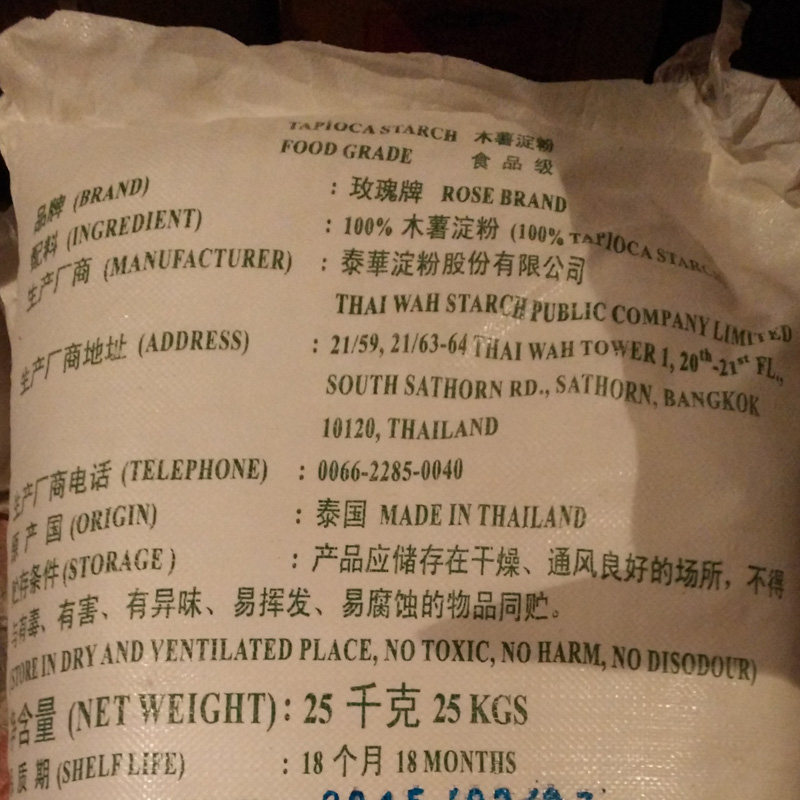 TAPIOCA STARCH 木薯淀粉
FOOD GRADE 食品级
品牌 (BRAND) : 玫瑰牌 ROSE BRAND
配料 (INGREDIENT) : 100% 木薯淀粉 (100% TAPIOCA STARCH
生产厂商 (MANUFACTURER) : 泰華淀粉股份有限公司
THAI WAH STARCH PUBLIC COMPANY LIMITED
生产厂商地址 (ADDRESS) : 21/59, 21/63-64 THAI WAH TOWER 1, 20th-21st FL.,
SOUTH SATHORN RD., SATHORN, BANGKOK
10120, THAILAND
生产厂商电话 (TELEPHONE) : 0066-2285-0040
原产国 (ORIGIN) : 泰国 MADE IN THAILAND
贮存条件 (STORAGE ) : 产品应储存在干燥、通风良好的场所，不得
与有毒、有害、有异味、易挥发、易腐蚀的物品同贮。
(STORE IN DRY AND VENTILATED PLACE, NO TOXIC, NO HARM, NO DISODOUR)
净含量 (NET WEIGHT) : 25 千克 25 KGS
质期 (SHELF LIFE) : 18 个月 18 MONTHS